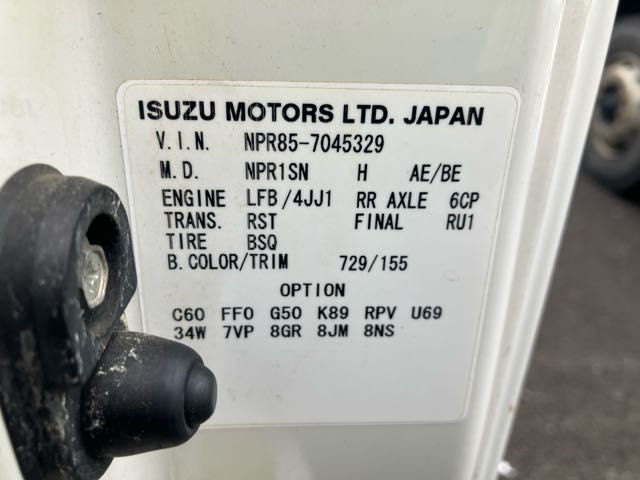 ISUZU MOTORS LTD. JAPAN
V.I.N. NPR85-7045329
M.D. NPR1SN H AE/BE
ENGINE LFB/4JJ1 RR AXLE 6CP
TRANS. RST FINAL RU1
TIRE BSQ
B.COLOR/TRIM 729/155
OPTION
C60 FF0 G50 K89 RPV U69
34W 7VP 8GR 8JM 8NS